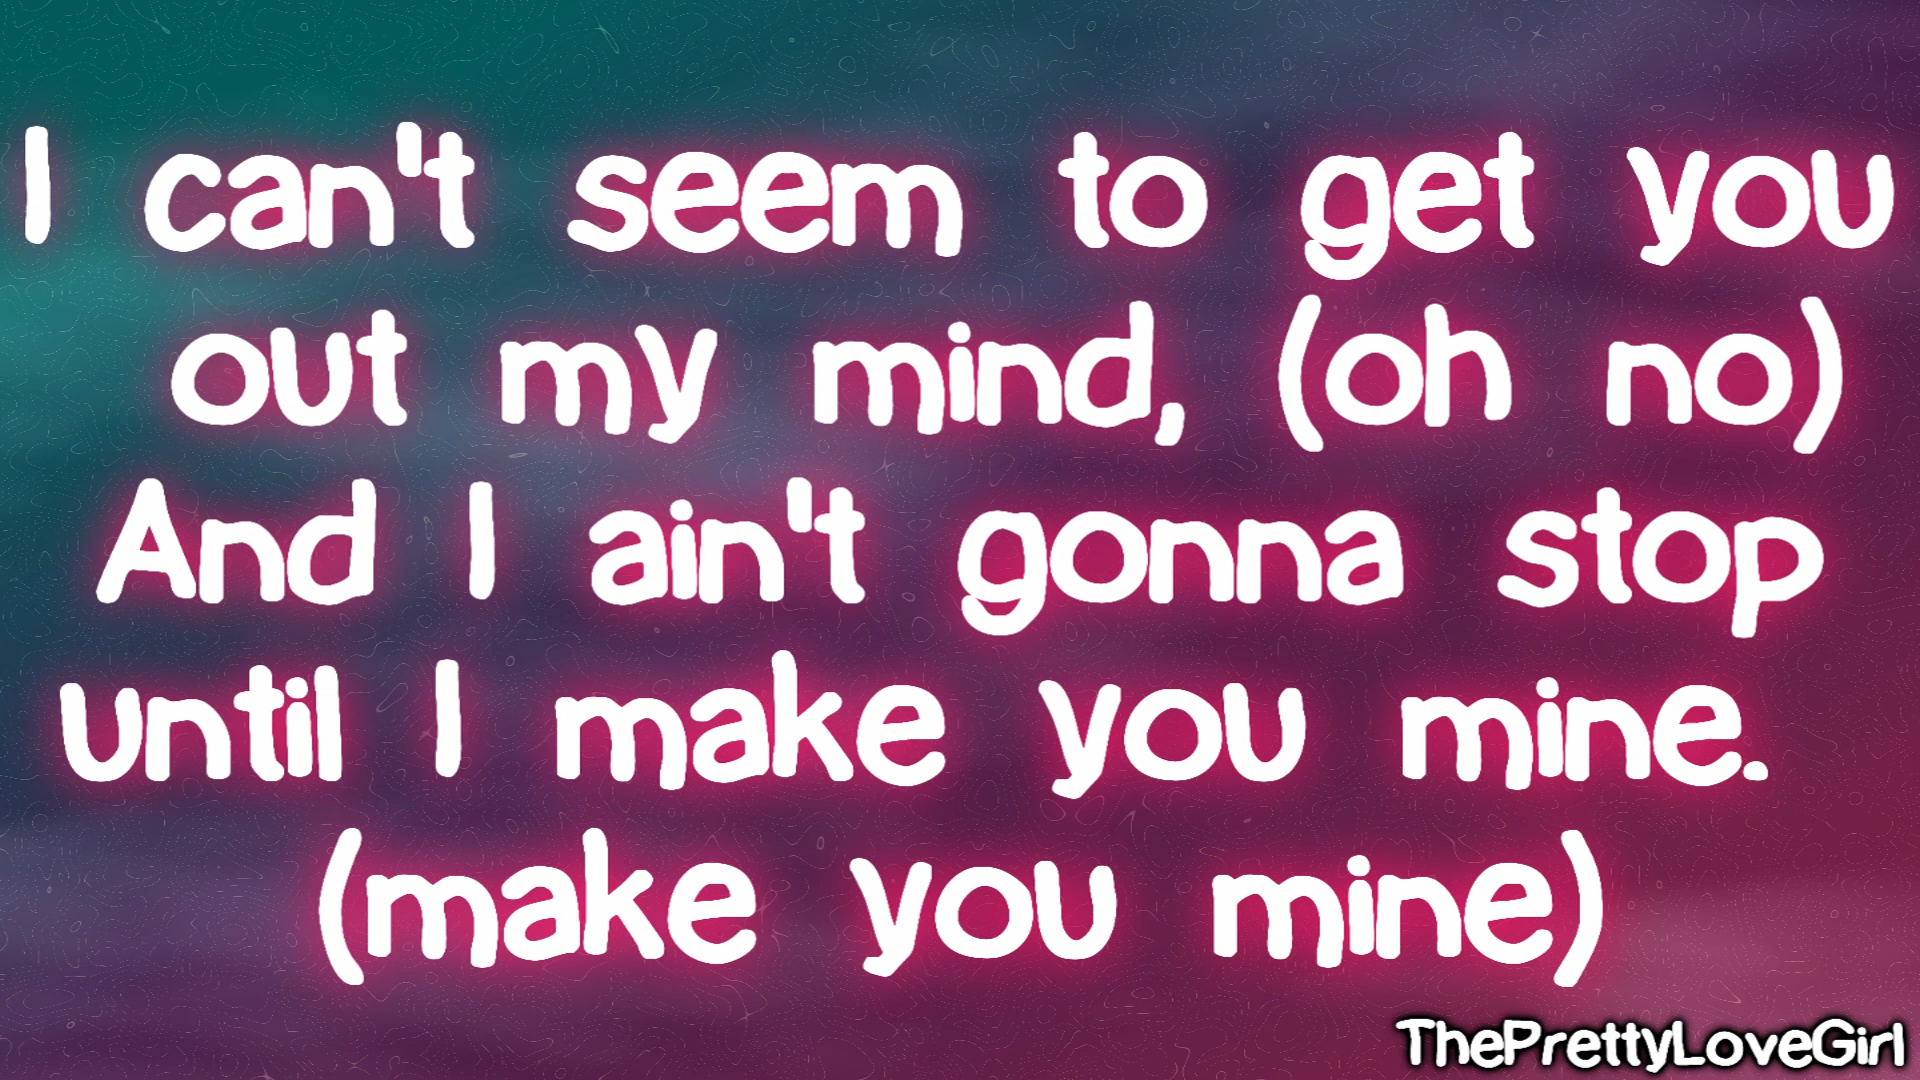 I can't seem to get you
out my mind, (oh no)
And I ain't gonna stop
until I make you mine.
(make you mine)
ThePrettyLoveGirl